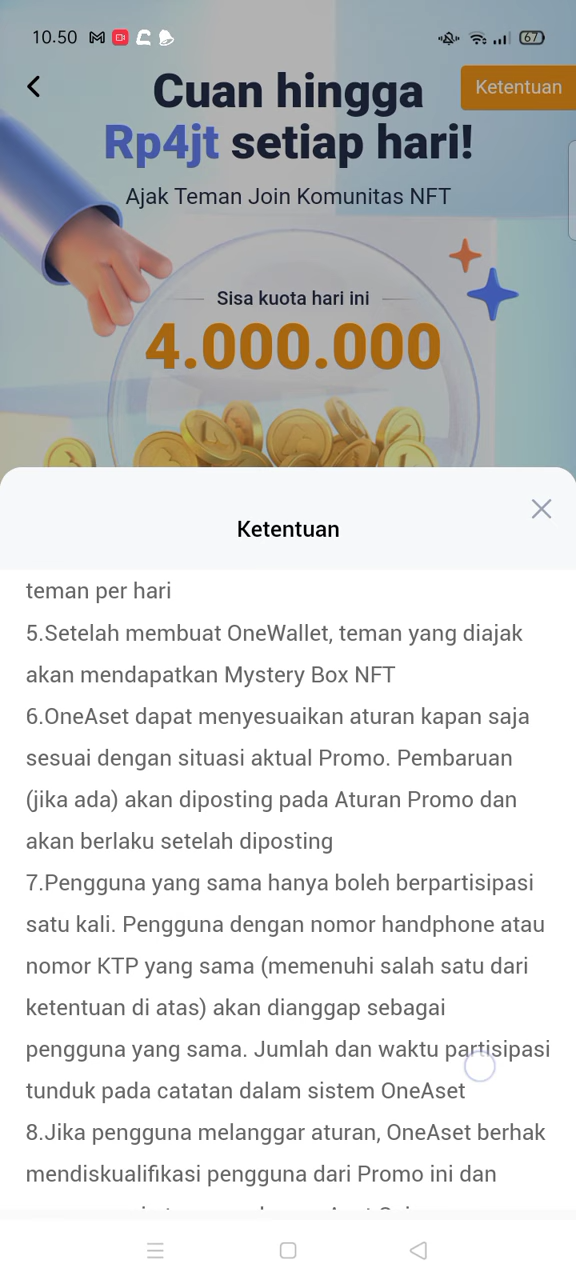 10.50
67
Cuan hingga
Ketentuan
Rp4jt setiap hari!
Ajak Teman Join Komunitas NFT
Sisa kuota hari ini
4.000.000
Ketentuan
teman per hari
5.Setelah membuat OneWallet, teman yang diajak
akan mendapatkan Mystery Box NFT
6.OneAset dapat menyesuaikan aturan kapan saja
sesuai dengan situasi aktual Promo. Pembaruan
(jika ada) akan diposting pada Aturan Promo dan
akan berlaku setelah diposting
7.Pengguna yang sama hanya boleh berpartisipasi
satu kali. Pengguna dengan nomor handphone atau
nomor KTP yang sama (memenuhi salah satu dari
ketentuan di atas) akan dianggap sebagai
pengguna yang sama. Jumlah dan waktu partisipasi
tunduk pada catatan dalam sistem OneAset
8.Jika pengguna melanggar aturan, OneAset berhak
mendiskualifikasi pengguna dari Promo ini dan